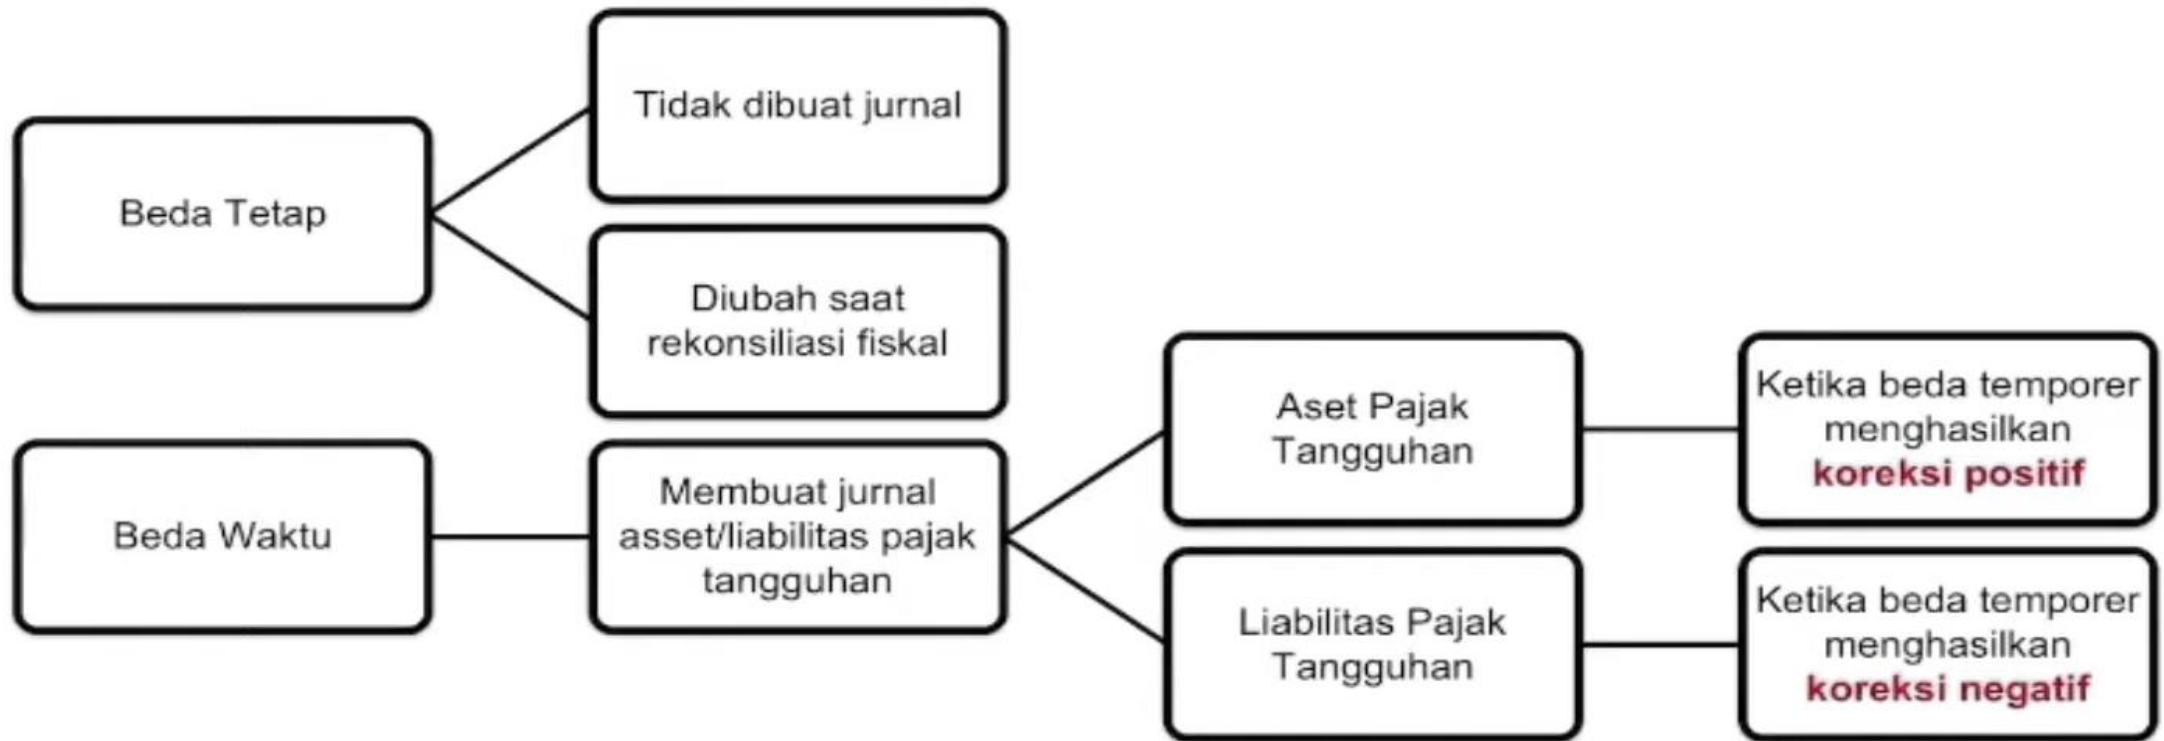 Tidak dibuat jurnal
Beda Tetap
Diubah saat
rekonsiliasi fiskal
Beda Waktu
Membuat jurnal
asset/liabilitas pajak
tangguhan
Aset Pajak
Tangguhan
Ketika beda temporer
menghasilkan
koreksi positif
Liabilitas Pajak
Tangguhan
Ketika beda temporer
menghasilkan
koreksi negatif